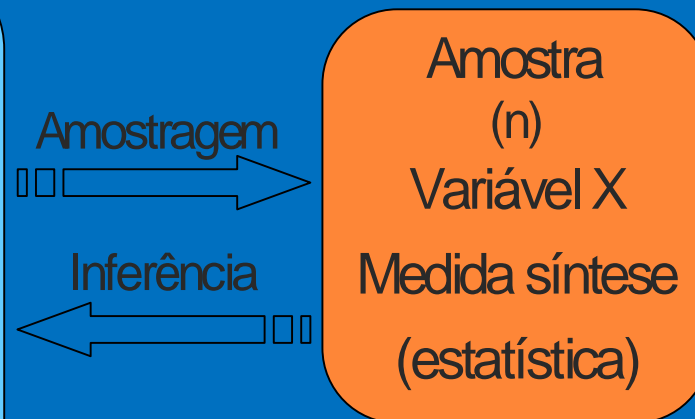 Amostragem
Inferência
Amostra
(n)
Variável X
Medida síntese
(estatística)